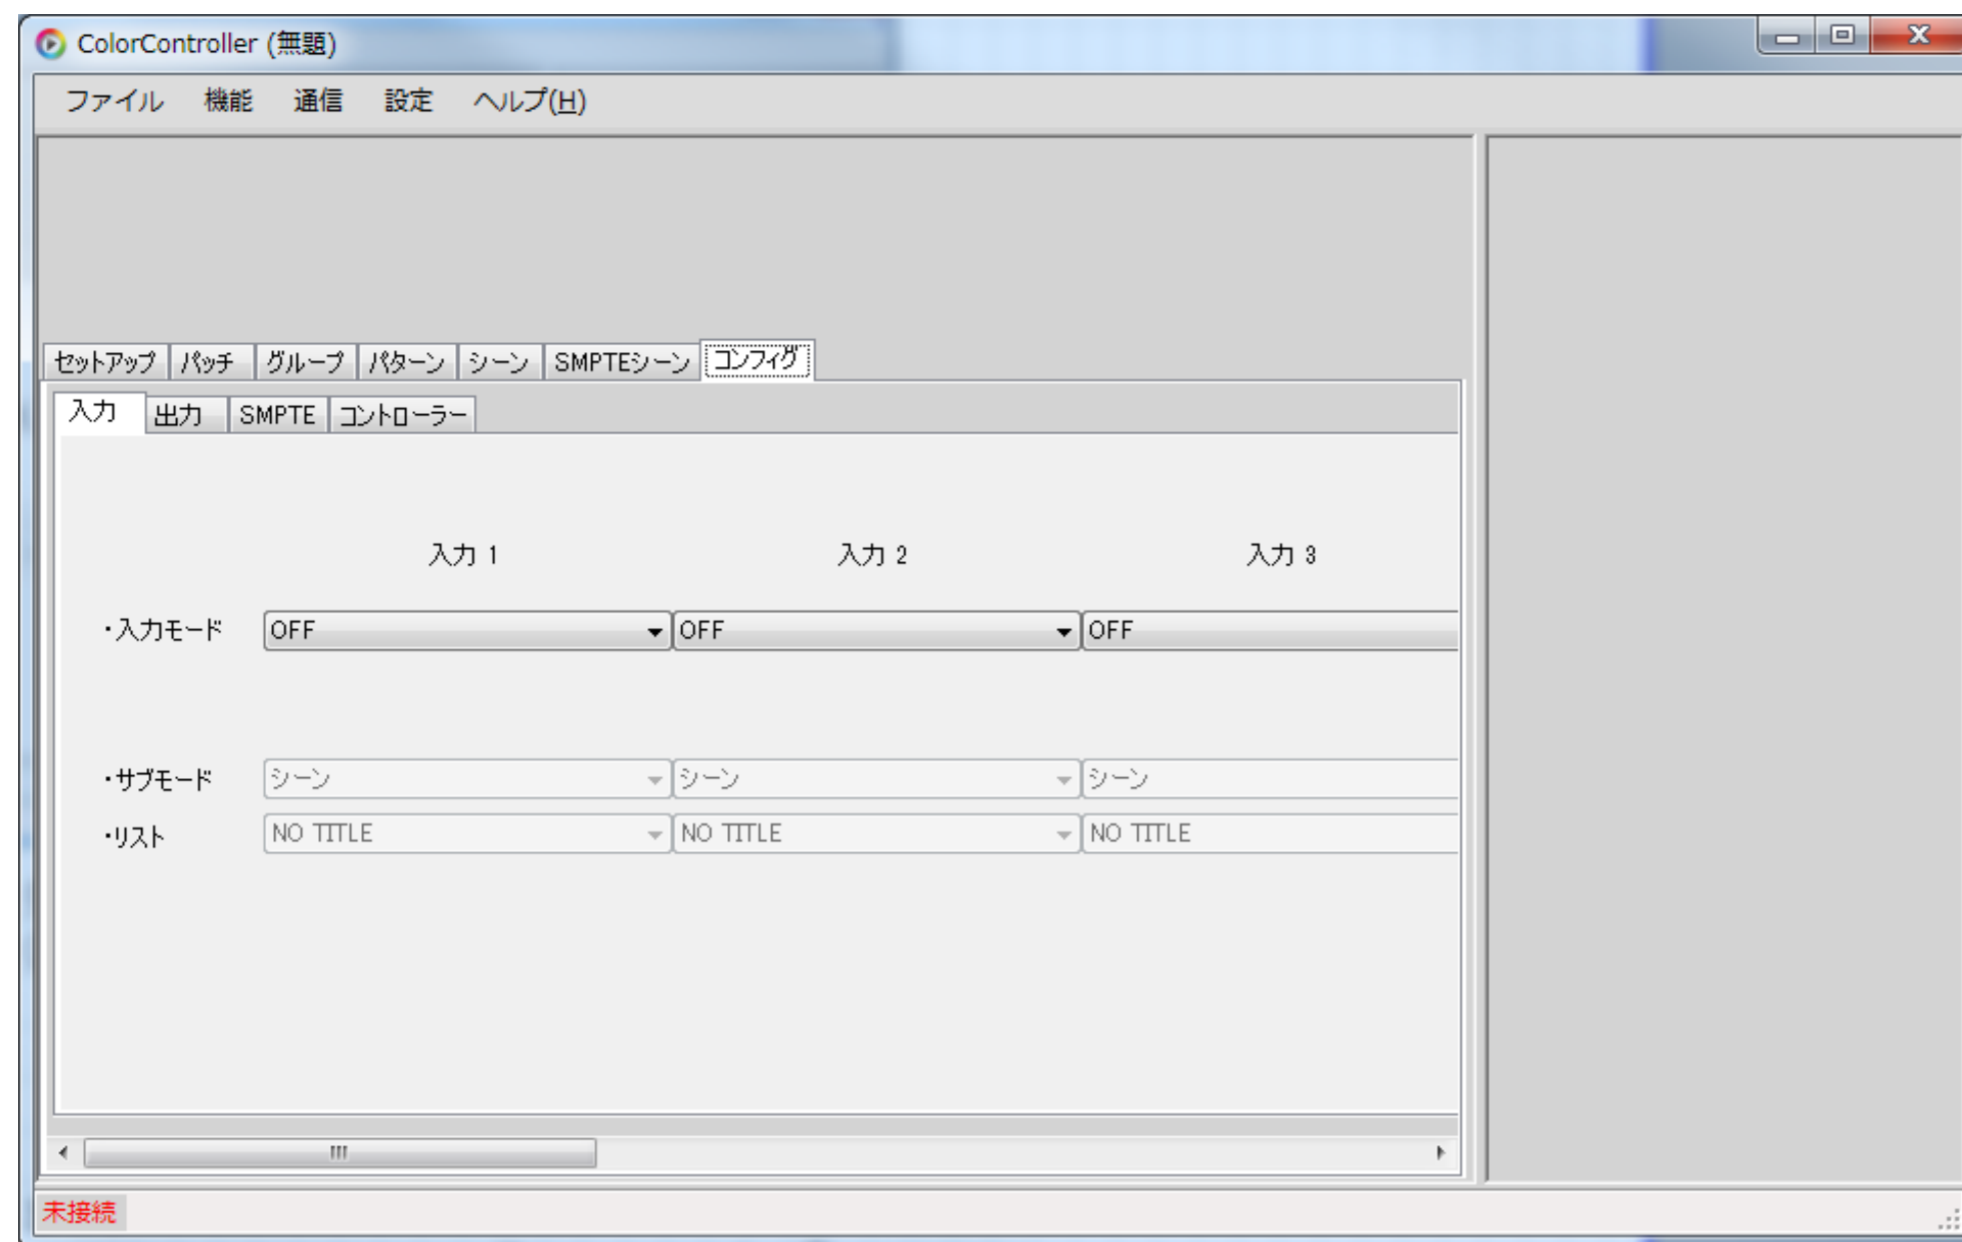 ColorController (無題)
ファイル 機能 通信 設定 ヘルプ(H)
セットアップ パッチ グループ パターン シーン SMPTEシーン コンフィグ
入力 出力 SMPTE コントローラー
入力 1 入力 2 入力 3
・入力モード OFF OFF OFF
・サブモード シーン シーン シーン
・リスト NO TITLE NO TITLE NO TITLE
未接続